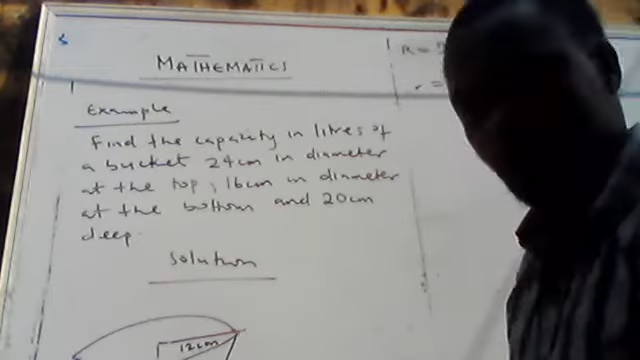 MATHEMATICS
Example
Find the capacity in litres of
a bucket 24cm in diameter
at the top, 16cm in diameter
at the bottom and 20cm
deep.
Solution
12cm
R =
r =